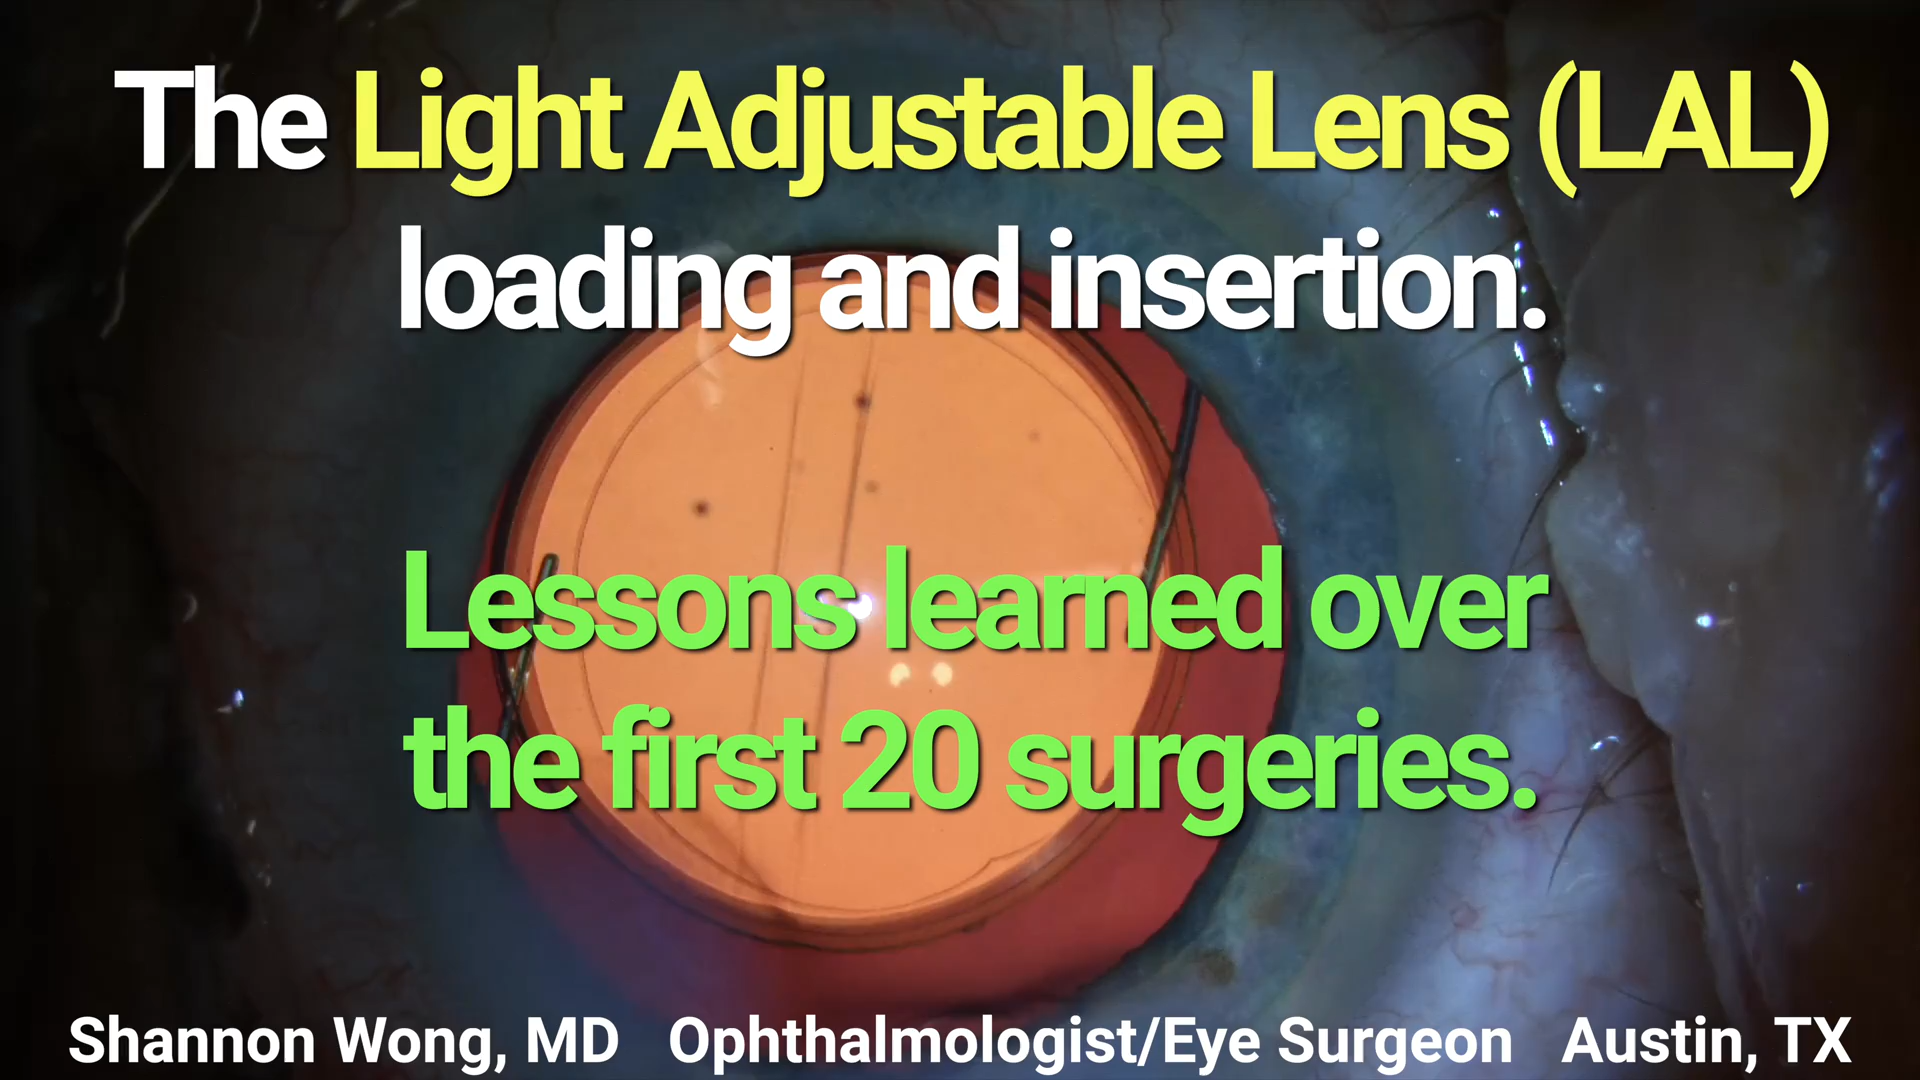 The Light Adjustable Lens (LAL)
loading and insertion.
Lessons learned over
the first 20 surgeries.
Shannon Wong, MD Ophthalmologist/Eye Surgeon Austin, TX